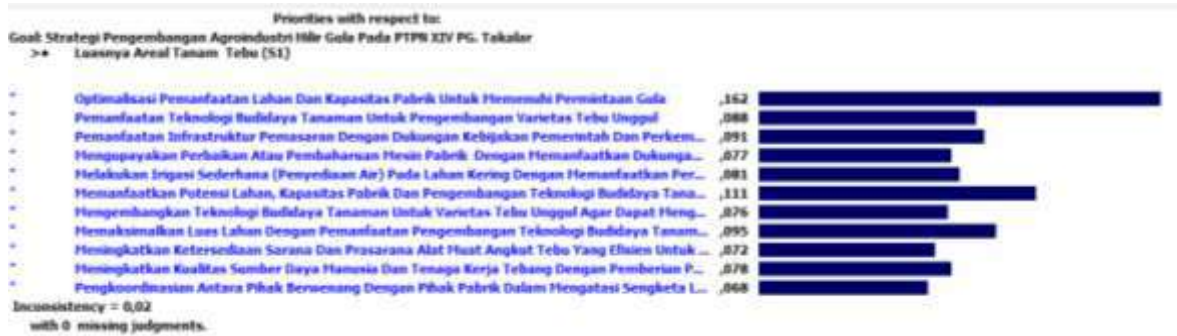 Priorities with respect to:
Goal: Strategi Pengembangan Agroindustri Hilir Gula Pada PTPN XIV PG. Takalar
>* Luasnya Areal Tanam Tebu (S1)
Optimalisasi Pemanfaatan Lahan Dan Kapasitas Pabrik Untuk Memenuhi Permintaan Gula ,162
Pemanfaatan Teknologi Budidaya Tanaman Untuk Pengembangan Varietas Tebu Unggul ,088
Pemanfaatan Infrastruktur Pemasaran Dengan Dukungan Kebijakan Pemerintah Dan Perkem... ,091
Mengupayakan Perbaikan Atau Pembaharuan Mesin Pabrik Dengan Memanfaatkan Dukunga... ,077
Melakukan Irigasi Sederhana (Penyediaan Air) Pada Lahan Kering Dengan Memanfaatkan Per... ,081
Memanfaatkan Potensi Lahan, Kapasitas Pabrik Dan Pengembangan Teknologi Budidaya Tana... ,111
Mengembangkan Teknologi Budidaya Tanaman Untuk Varietas Tebu Unggul Agar Dapat Meng... ,076
Memaksimalkan Luas Lahan Dengan Pemanfaatan Pengembangan Teknologi Budidaya Tanam... ,095
Meningkatkan Ketersediaan Sarana Dan Prasarana Alat Muat Angkut Tebu Yang Efisien Untuk ... ,072
Meningkatkan Kualitas Sumber Daya Manusia Dan Tenaga Kerja Tebang Dengan Pemberian P... ,078
Pengkoordinasian Antara Pihak Berwenang Dengan Pihak Pabrik Dalam Mengatasi Sengketa L... ,068
Inconsistency = 0,02
with 0 missing judgments.